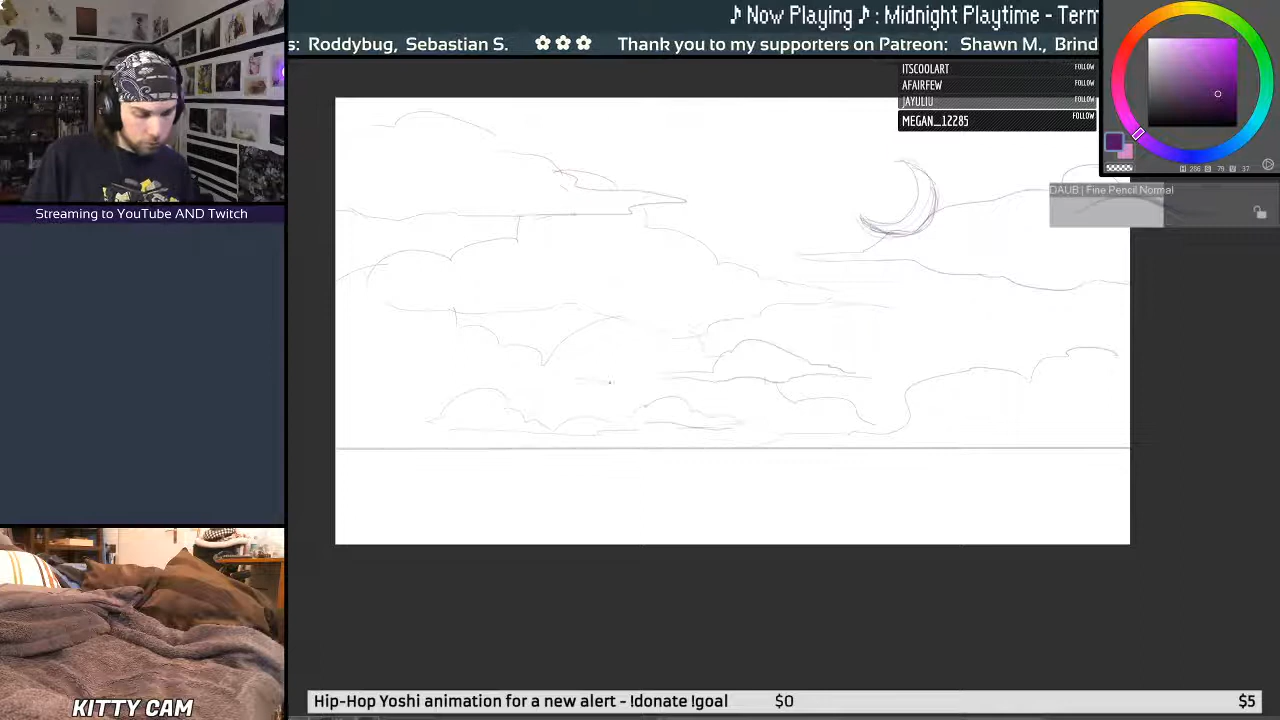 ♪ Now Playing ♪ : Midnight Playtime - Term
s: Roddybug, Sebastian S. ✿✿✿ Thank you to my supporters on Patreon: Shawn M., Brind
ITSCOOLART FOLLOW
AFAIRFEW FOLLOW
JAYULIU FOLLOW
MEGAN_12285 FOLLOW
DAUB | Fine Pencil Normal
Streaming to YouTube AND Twitch
KITTY CAM
Hip-Hop Yoshi animation for a new alert - !donate !goal $0 $5